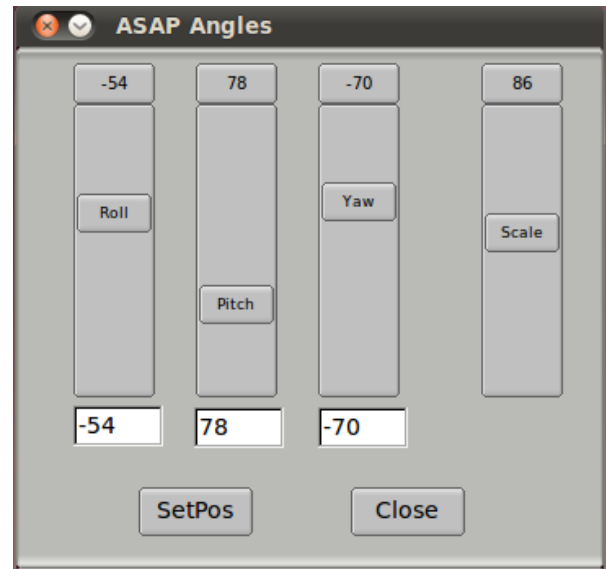 ASAP Angles
-54 78 -70 86
Yaw
Roll
Scale
Pitch
-54 78 -70
SetPos Close